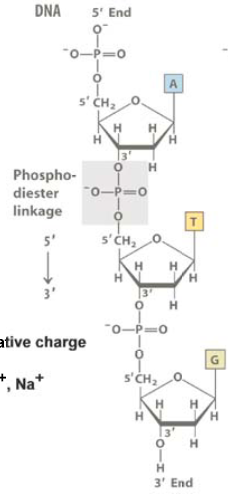 DNA 5' End
O⁻
⁻O–P=O
O
5' CH₂ O A
H H H H
3'
O H
Phospho-
diester
linkage
⁻O–P=O
O
5'
3'
5' CH₂ O T
H H H H
3'
O H
⁻O–P=O
ative charge
O
⁺, Na⁺
5' CH₂ O G
H H H H
3'
O H
H
3' End